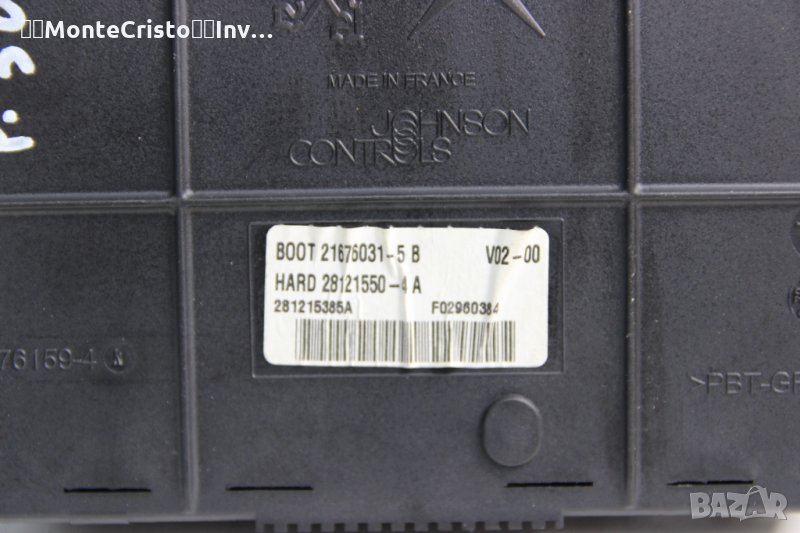 MonteCristo Inv...
MADE IN FRANCE
JOHNSON
CONTROLS
BOOT 21676031-5 B V02-00
HARD 28121550-4 A
281215385A F02960384
76159-4
>PBT-GF
BAZAR